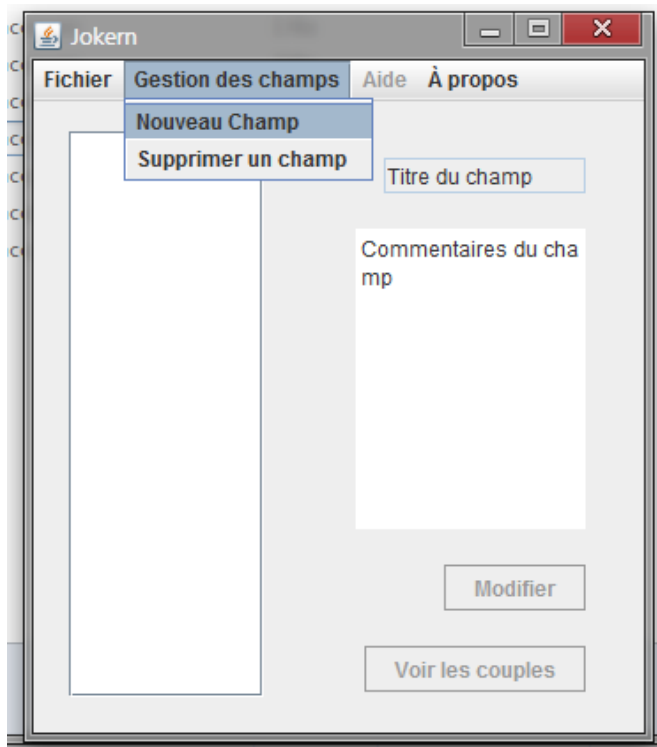 Jokern
Fichier Gestion des champs Aide À propos
Nouveau Champ
Supprimer un champ
Titre du champ
Commentaires du cha
mp
Modifier
Voir les couples